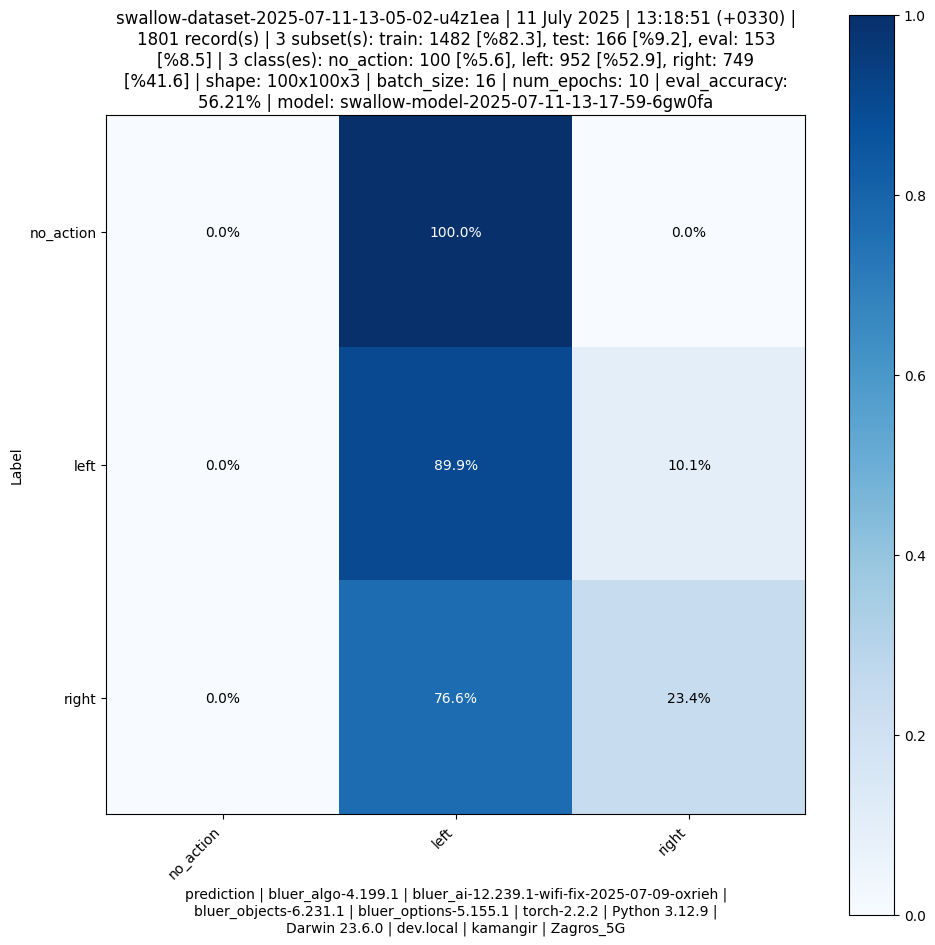 swallow-dataset-2025-07-11-13-05-02-u4z1ea | 11 July 2025 | 13:18:51 (+0330) |
1801 record(s) | 3 subset(s): train: 1482 [%82.3], test: 166 [%9.2], eval: 153
[%8.5] | 3 class(es): no_action: 100 [%5.6], left: 952 [%52.9], right: 749
[%41.6] | shape: 100x100x3 | batch_size: 16 | num_epochs: 10 | eval_accuracy:
56.21% | model: swallow-model-2025-07-11-13-17-59-6gw0fa
1.0
0.8
0.6
0.4
0.2
0.0
Label
no_action
0.0%
100.0%
0.0%
left
0.0%
89.9%
10.1%
right
0.0%
76.6%
23.4%
no_action
left
right
prediction | bluer_algo-4.199.1 | bluer_ai-12.239.1-wifi-fix-2025-07-09-oxrieh |
bluer_objects-6.231.1 | bluer_options-5.155.1 | torch-2.2.2 | Python 3.12.9 |
Darwin 23.6.0 | dev.local | kamangir | Zagros_5G